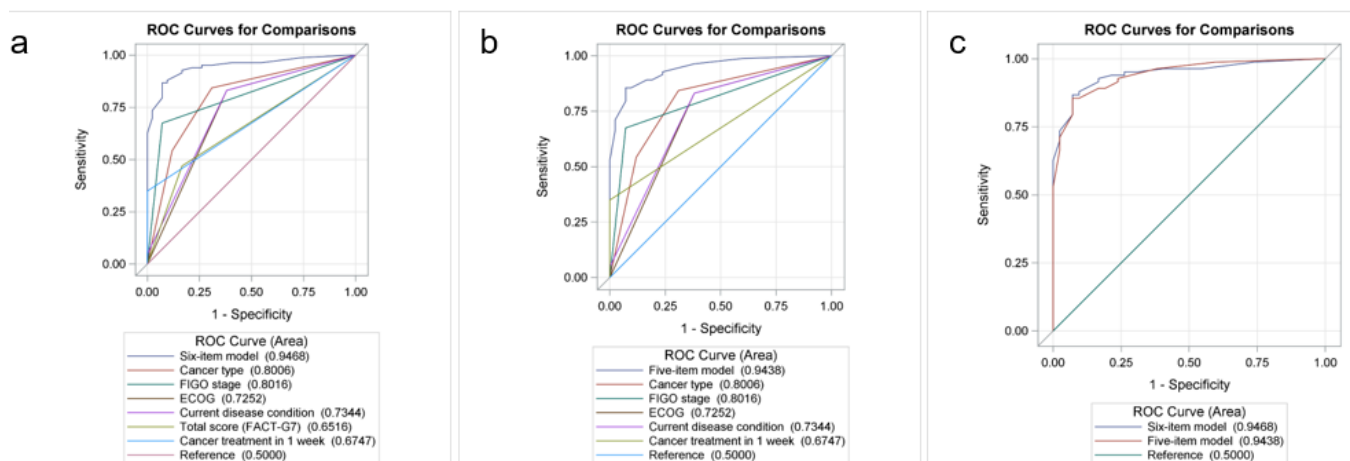 a
ROC Curves for Comparisons
1.00
0.75
0.50
0.25
0.00
Sensitivity
0.00 0.25 0.50 0.75 1.00
1 - Specificity
ROC Curve (Area)
Six-item model (0.9468)
Cancer type (0.8006)
FIGO stage (0.8016)
ECOG (0.7252)
Current disease condition (0.7344)
Total score (FACT-G7) (0.6516)
Cancer treatment in 1 week (0.6747)
Reference (0.5000)
b
ROC Curves for Comparisons
1.00
0.75
0.50
0.25
0.00
Sensitivity
0.00 0.25 0.50 0.75 1.00
1 - Specificity
ROC Curve (Area)
Five-item model (0.9438)
Cancer type (0.8006)
FIGO stage (0.8016)
ECOG (0.7252)
Current disease condition (0.7344)
Cancer treatment in 1 week (0.6747)
Reference (0.5000)
c
ROC Curves for Comparisons
1.00
0.75
0.50
0.25
0.00
Sensitivity
0.00 0.25 0.50 0.75 1.00
1 - Specificity
ROC Curve (Area)
Six-item model (0.9468)
Five-item model (0.9438)
Reference (0.5000)